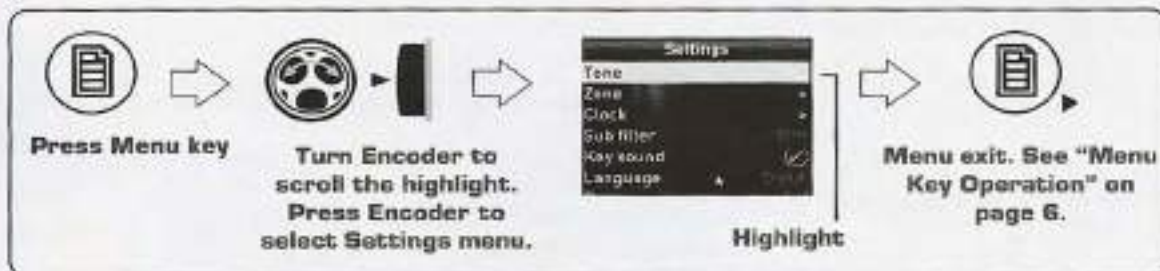 Press Menu key
Turn Encoder to
scroll the highlight.
Press Encoder to
select Settings menu.
Settings
Tone
Zone
Clock
Sub filter
Key sound
Language
Highlight
Menu exit. See "Menu
Key Operation" on
page 6.